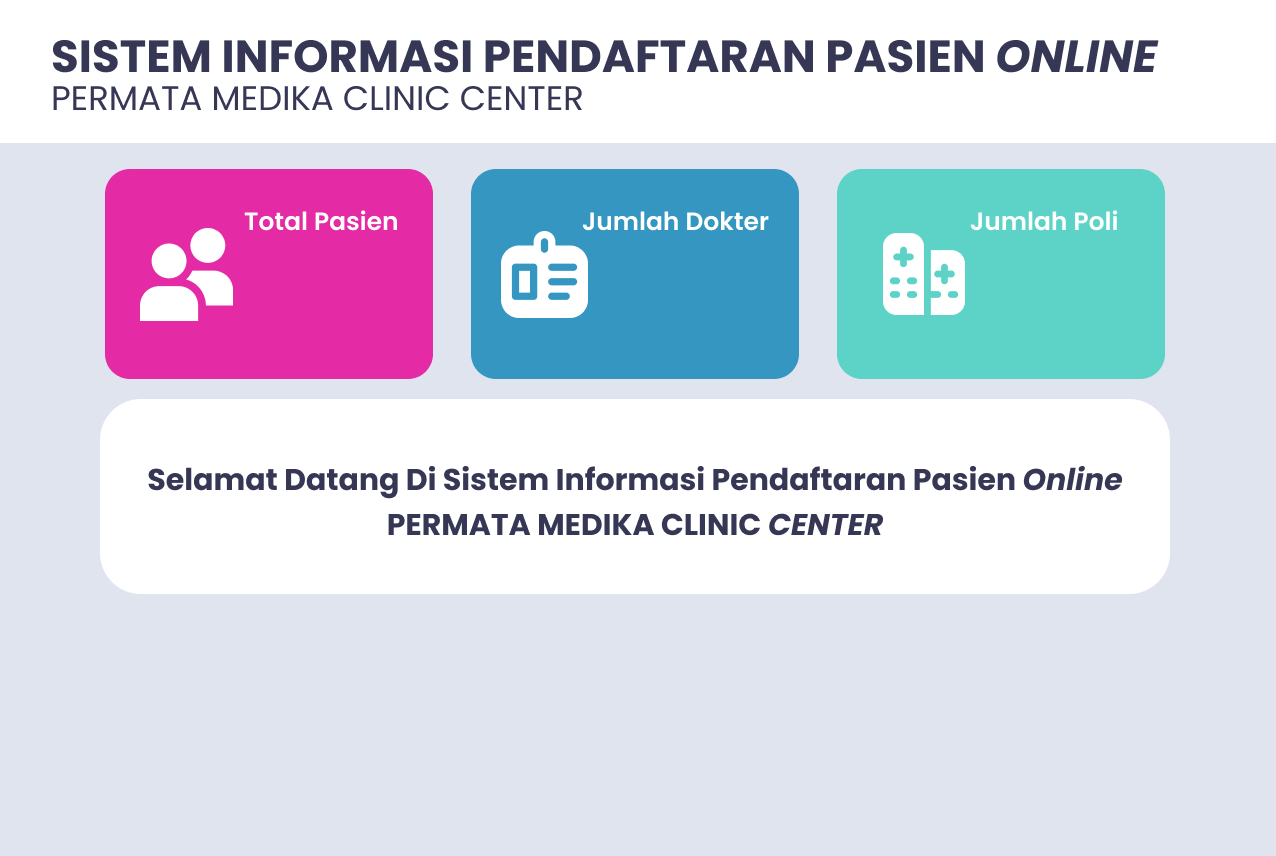 SISTEM INFORMASI PENDAFTARAN PASIEN ONLINE
PERMATA MEDIKA CLINIC CENTER
Total Pasien
Jumlah Dokter
Jumlah Poli
Selamat Datang Di Sistem Informasi Pendaftaran Pasien Online
PERMATA MEDIKA CLINIC CENTER